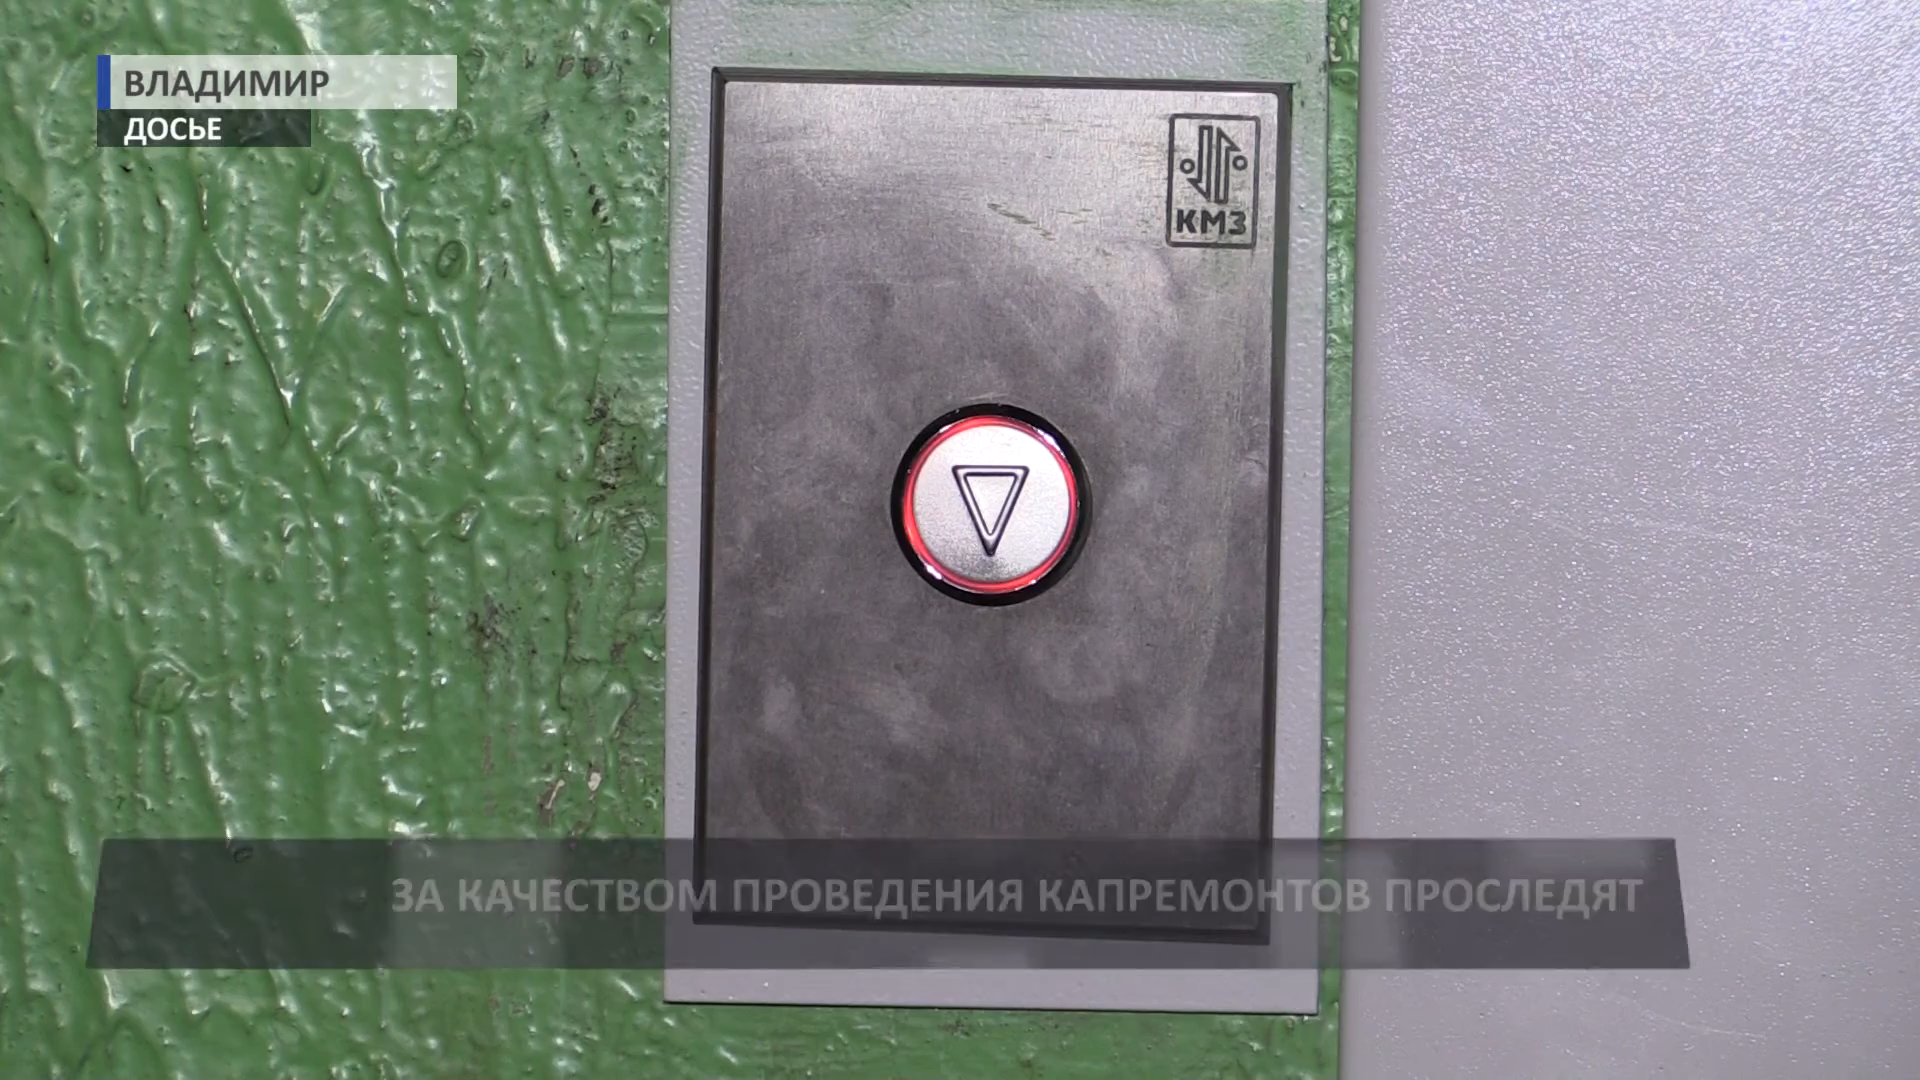 ВЛАДИМИР
ДОСЬЕ
КМЗ
ЗА КАЧЕСТВОМ ПРОВЕДЕНИЯ КАПРЕМОНТОВ ПРОСЛЕДЯТ